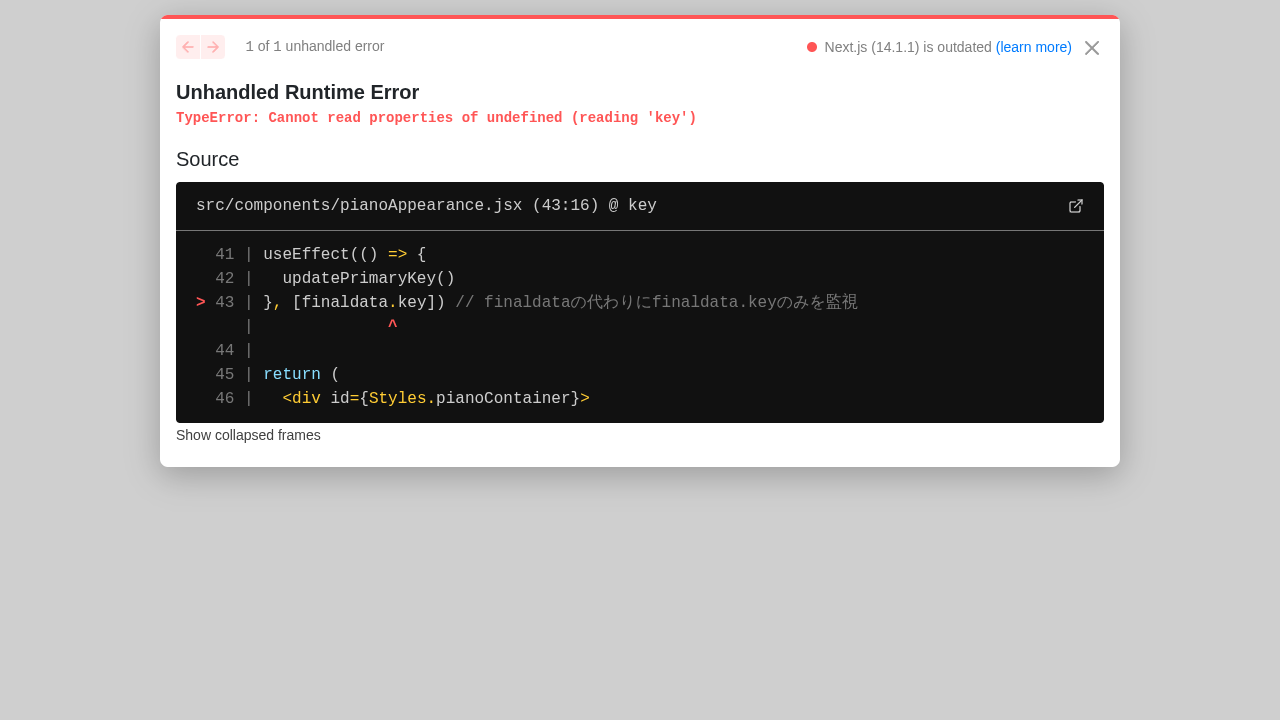 1 of 1 unhandled error
Next.js (14.1.1) is outdated (learn more)
Unhandled Runtime Error
TypeError: Cannot read properties of undefined (reading 'key')
Source
src/components/pianoAppearance.jsx (43:16) @ key
41 | useEffect(() => {
42 |   updatePrimaryKey()
> 43 | }, [finaldata.key]) // finaldataの代わりにfinaldata.keyのみを監視
|               ^
44 |
45 | return (
46 |   <div id={Styles.pianoContainer}>
Show collapsed frames